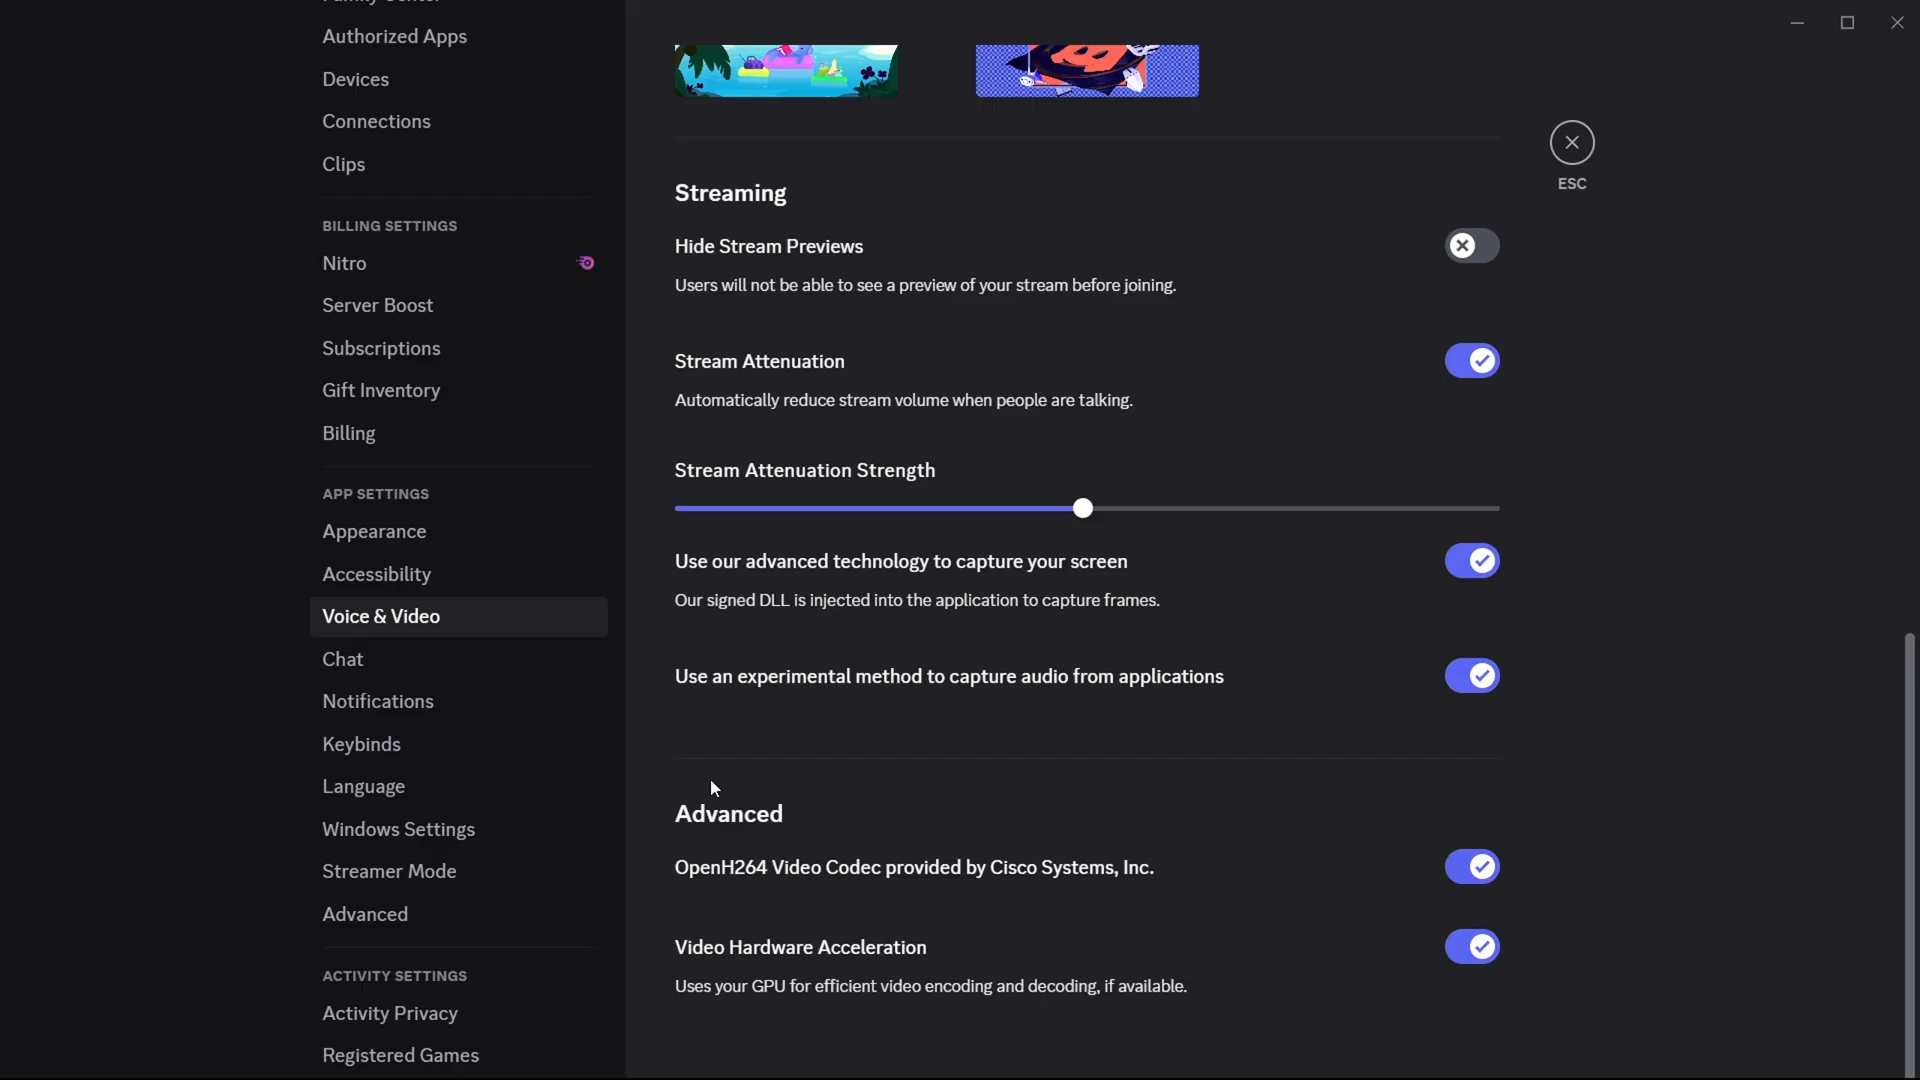 Authorized Apps
Devices
Connections
Clips
BILLING SETTINGS
Nitro
Server Boost
Subscriptions
Gift Inventory
Billing
APP SETTINGS
Appearance
Accessibility
Voice & Video
Chat
Notifications
Keybinds
Language
Windows Settings
Streamer Mode
Advanced
ACTIVITY SETTINGS
Activity Privacy
Registered Games
ESC
Streaming
Hide Stream Previews
Users will not be able to see a preview of your stream before joining.
Stream Attenuation
Automatically reduce stream volume when people are talking.
Stream Attenuation Strength
Use our advanced technology to capture your screen
Our signed DLL is injected into the application to capture frames.
Use an experimental method to capture audio from applications
Advanced
OpenH264 Video Codec provided by Cisco Systems, Inc.
Video Hardware Acceleration
Uses your GPU for efficient video encoding and decoding, if available.